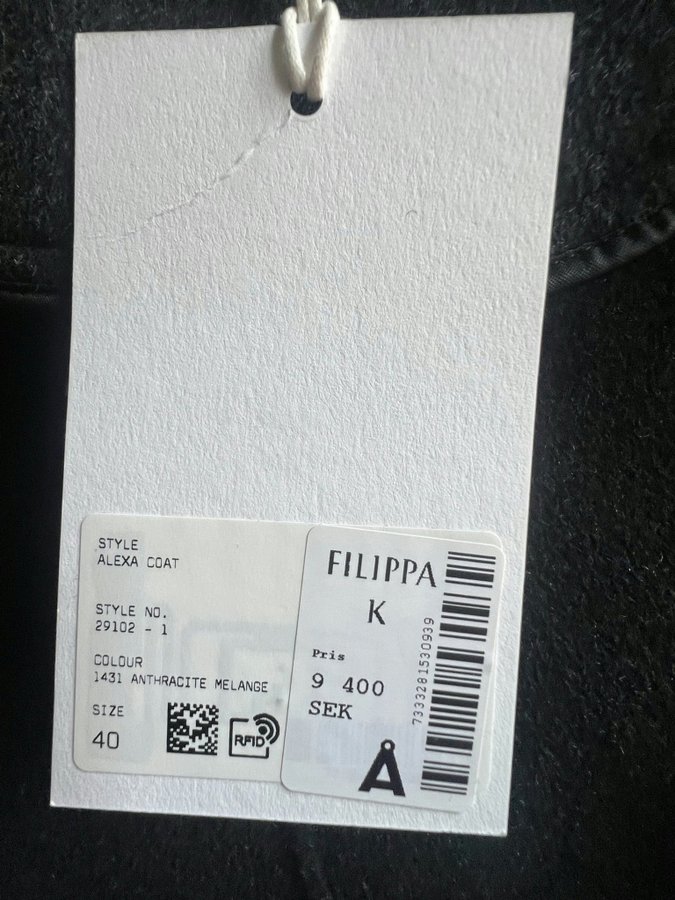 STYLE
ALEXA COAT
STYLE NO.
29102 - 1
COLOUR
1431 ANTHRACITE MELANGE
SIZE
40
RFID
FILIPPA
K
Pris
9 400
SEK
Å
7333281530939